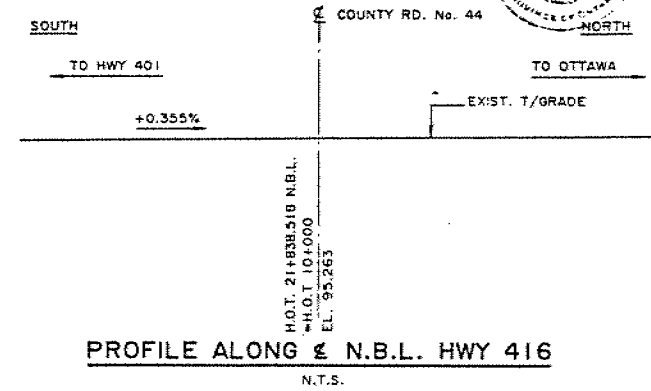 ℄ COUNTY RD. No. 44
SOUTH
NORTH
TO HWY 401
TO OTTAWA
EXIST. T/GRADE
+0.355%
H.O.T. 21+838.518 N.B.L.
=H.O.T 10+000
EL. 95.263
PROFILE ALONG ℄ N.B.L. HWY 416
N.T.S.